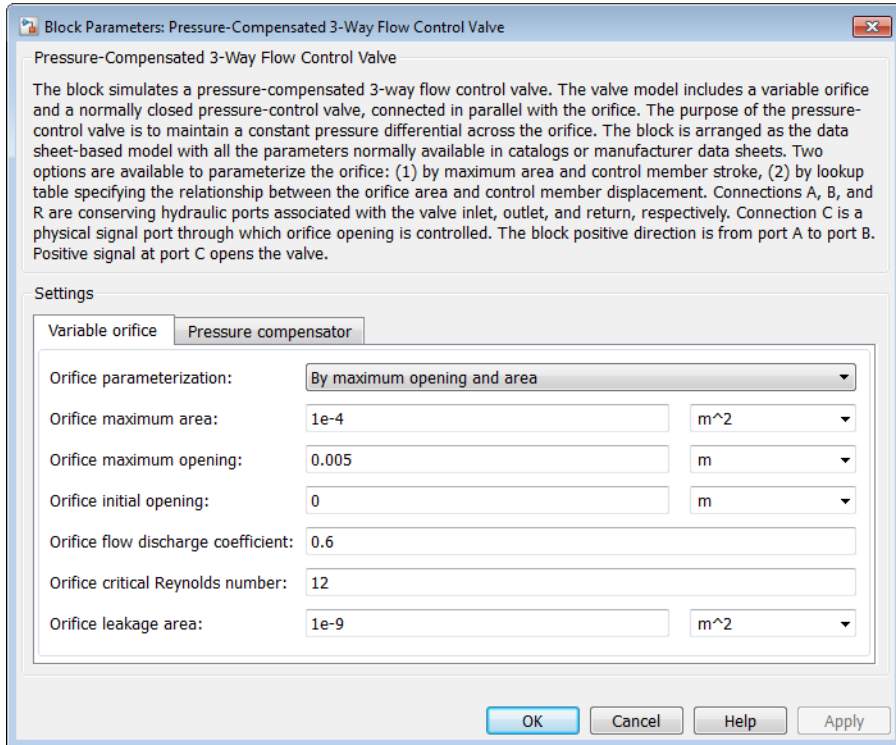 Block Parameters: Pressure-Compensated 3-Way Flow Control Valve
Pressure-Compensated 3-Way Flow Control Valve
The block simulates a pressure-compensated 3-way flow control valve. The valve model includes a variable orifice
and a normally closed pressure-control valve, connected in parallel with the orifice. The purpose of the pressure-
control valve is to maintain a constant pressure differential across the orifice. The block is arranged as the data
sheet-based model with all the parameters normally available in catalogs or manufacturer data sheets. Two
options are available to parameterize the orifice: (1) by maximum area and control member stroke, (2) by lookup
table specifying the relationship between the orifice area and control member displacement. Connections A, B, and
R are conserving hydraulic ports associated with the valve inlet, outlet, and return, respectively. Connection C is a
physical signal port through which orifice opening is controlled. The block positive direction is from port A to port B.
Positive signal at port C opens the valve.
Settings
Variable orifice Pressure compensator
Orifice parameterization: By maximum opening and area
Orifice maximum area: 1e-4 m^2
Orifice maximum opening: 0.005 m
Orifice initial opening: 0 m
Orifice flow discharge coefficient: 0.6
Orifice critical Reynolds number: 12
Orifice leakage area: 1e-9 m^2
OK Cancel Help Apply